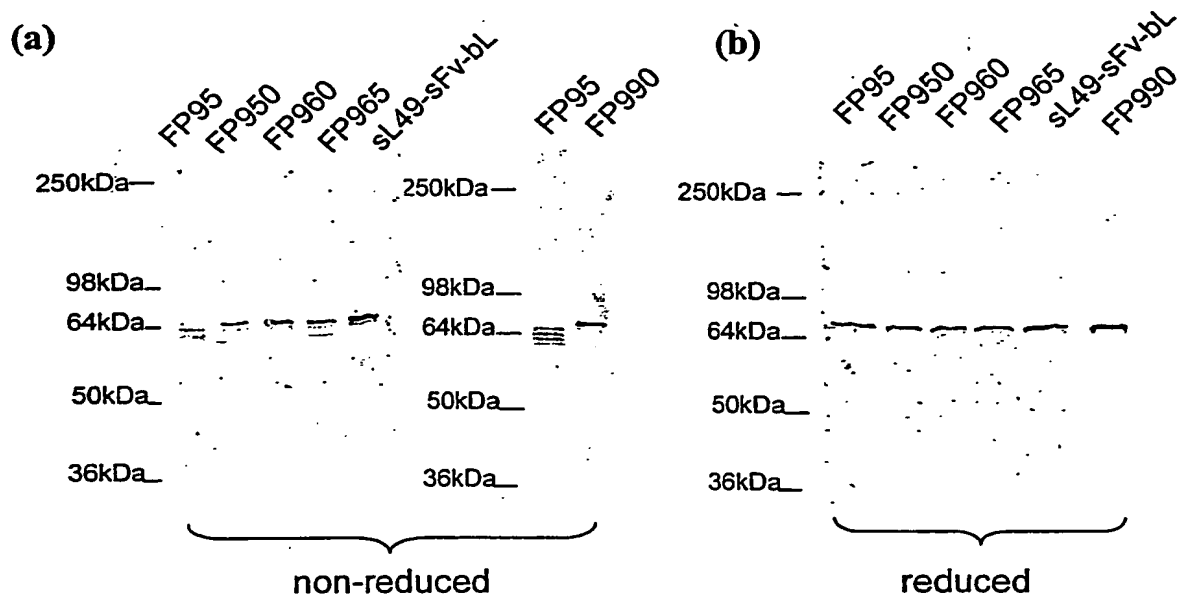 (a)
FP95
FP950
FP960
FP965
sL49-sFv-bL
FP95
FP990
250kDa
98kDa
64kDa
50kDa
36kDa
250kDa
98kDa
64kDa
50kDa
36kDa
non-reduced
(b)
FP95
FP950
FP960
FP965
sL49-sFv-bL
FP990
250kDa
98kDa
64kDa
50kDa
36kDa
reduced